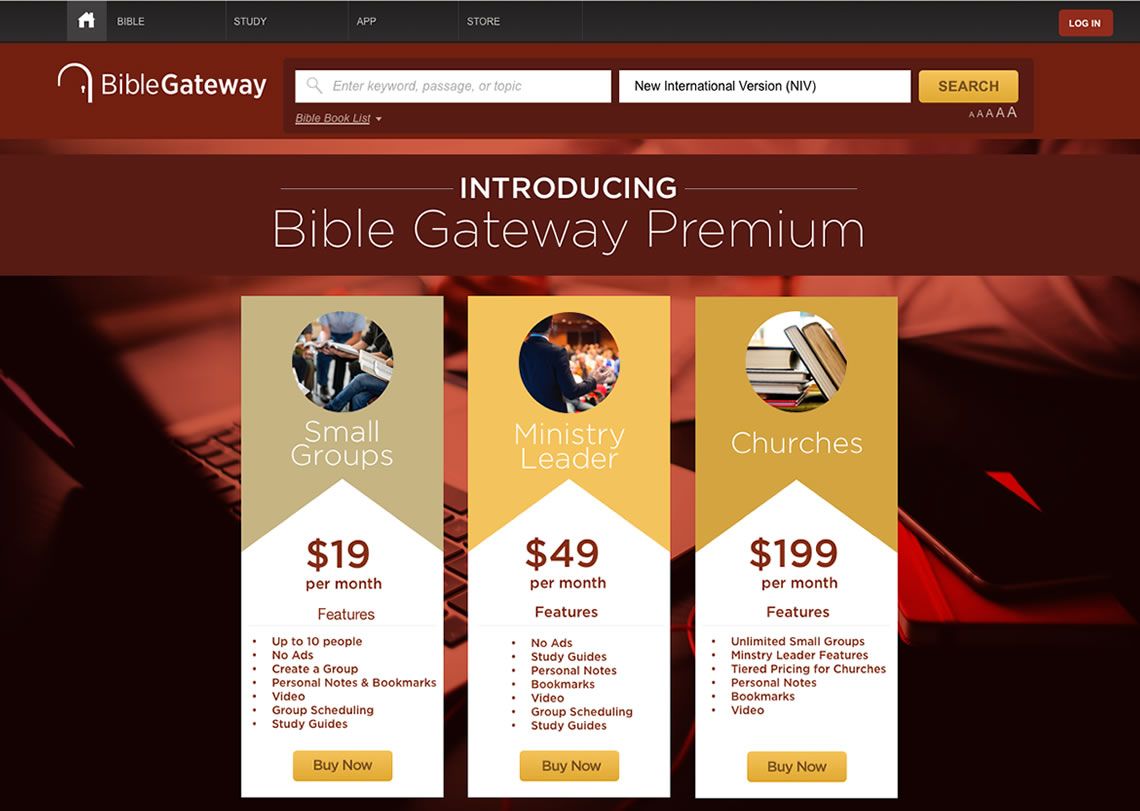 BIBLE
STUDY
APP
STORE
LOG IN
BibleGateway
Enter keyword, passage, or topic
New International Version (NIV)
SEARCH
Bible Book List
A A A A A
INTRODUCING
Bible Gateway Premium
Small
Groups
$19
per month
Features
• Up to 10 people
• No Ads
• Create a Group
• Personal Notes & Bookmarks
• Video
• Group Scheduling
• Study Guides
Buy Now
Ministry
Leader
$49
per month
Features
• No Ads
• Study Guides
• Personal Notes
• Bookmarks
• Video
• Group Scheduling
• Study Guides
Buy Now
Churches
$199
per month
Features
• Unlimited Small Groups
• Minstry Leader Features
• Tiered Pricing for Churches
• Personal Notes
• Bookmarks
• Video
Buy Now